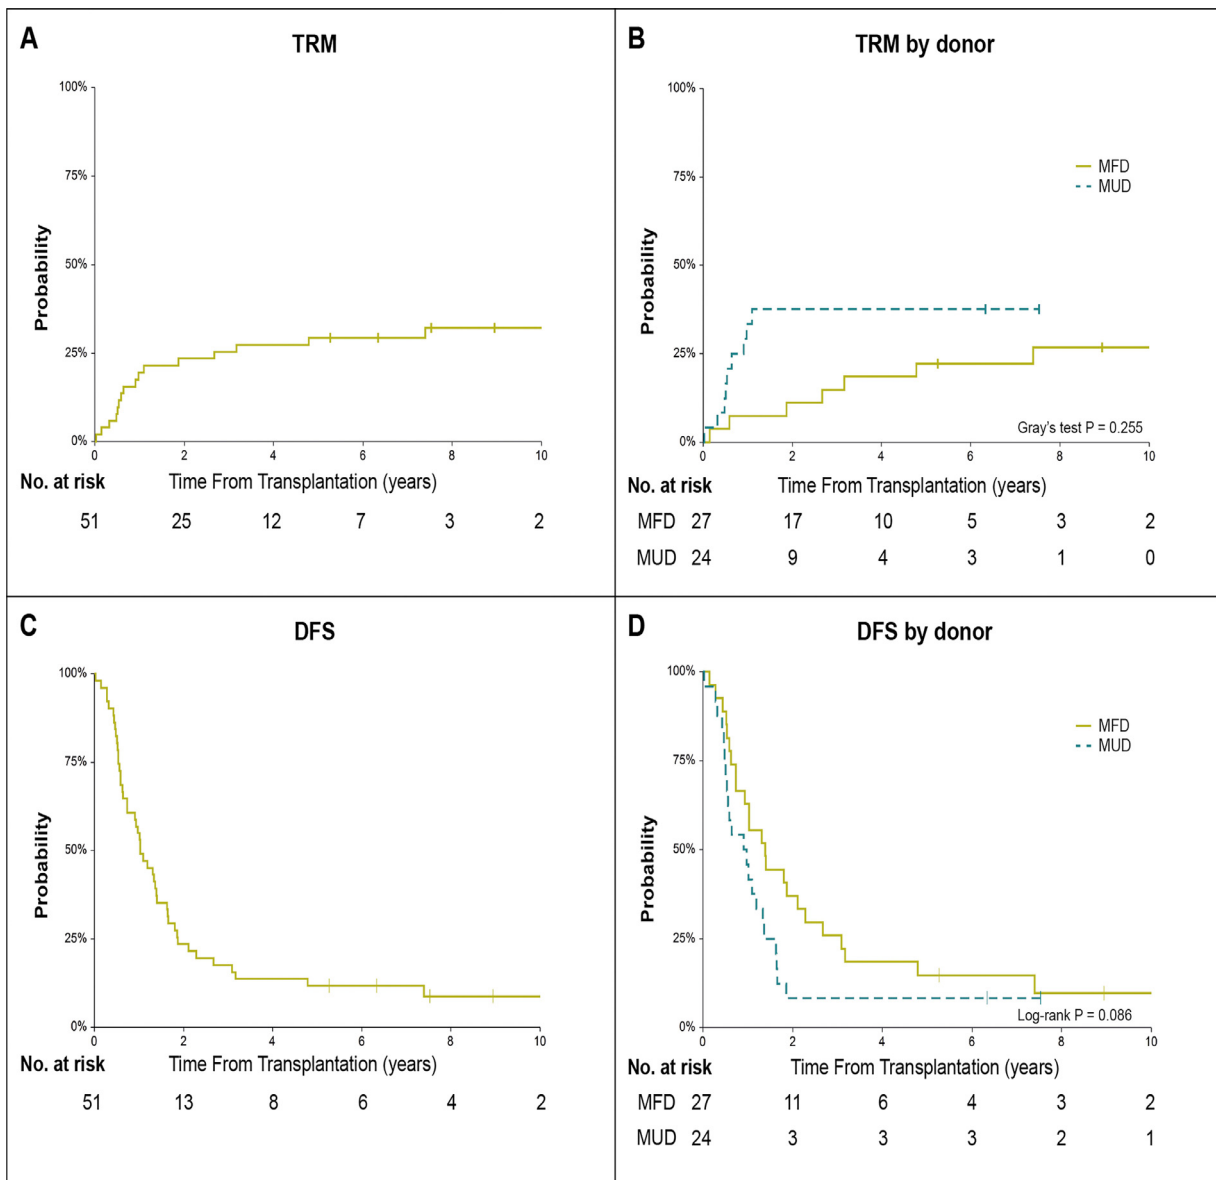 A
TRM
100%
75%
50%
25%
0%
Probability
0 2 4 6 8 10
No. at risk Time From Transplantation (years)
51 25 12 7 3 2
B
TRM by donor
100%
75%
50%
25%
0%
Probability
MFD
MUD
Gray's test P = 0.255
0 2 4 6 8 10
No. at risk Time From Transplantation (years)
MFD 27 17 10 5 3 2
MUD 24 9 4 3 1 0
C
DFS
100%
75%
50%
25%
0%
Probability
0 2 4 6 8 10
No. at risk Time From Transplantation (years)
51 13 8 6 4 2
D
DFS by donor
100%
75%
50%
25%
0%
Probability
MFD
MUD
Log-rank P = 0.086
0 2 4 6 8 10
No. at risk Time From Transplantation (years)
MFD 27 11 6 4 3 2
MUD 24 3 3 3 2 1